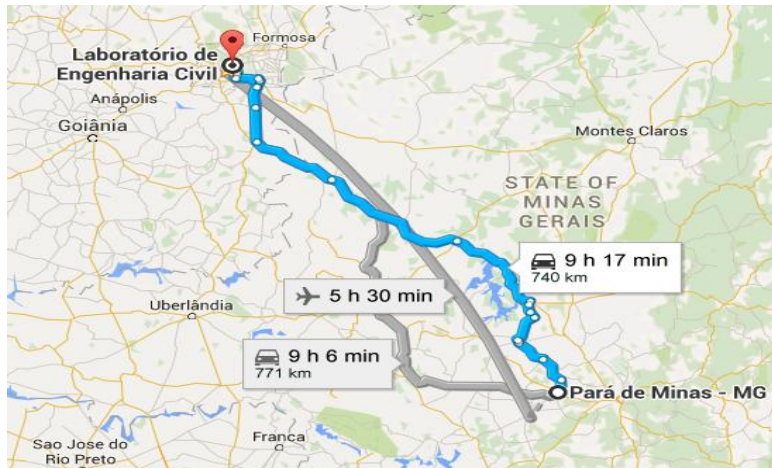 Formosa
Laboratório de
Engenharia Civil
Anápolis
Goiânia
Montes Claros
STATE OF
MINAS
GERAIS
9 h 17 min
740 km
5 h 30 min
Uberlândia
9 h 6 min
771 km
Pará de Minas - MG
Franca
Sao Jose do
Rio Preto